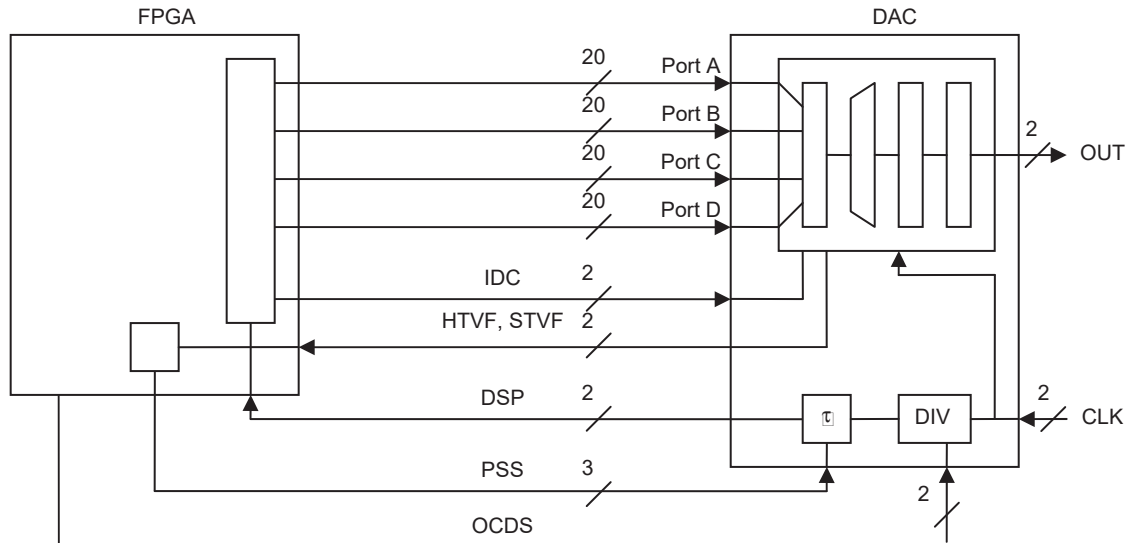 FPGA
DAC
20
Port A
20
Port B
2
OUT
20
Port C
20
Port D
IDC
2
HTVF, STVF
2
DSP
2
τ
DIV
2
CLK
PSS
3
2
OCDS